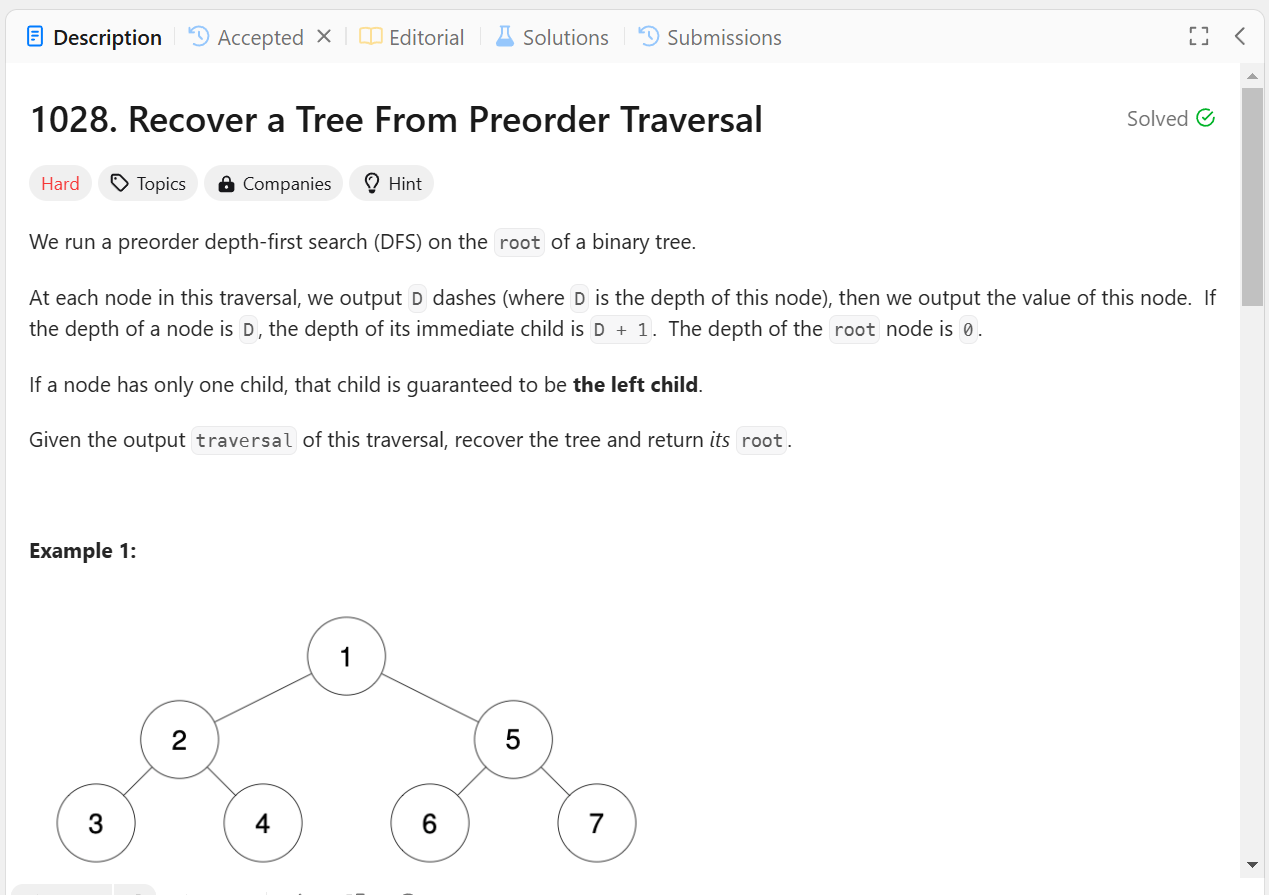 Description Accepted Editorial Solutions Submissions
1028. Recover a Tree From Preorder Traversal
Solved
Hard Topics Companies Hint
We run a preorder depth-first search (DFS) on the root of a binary tree.
At each node in this traversal, we output D dashes (where D is the depth of this node), then we output the value of this node. If
the depth of a node is D, the depth of its immediate child is D + 1. The depth of the root node is 0.
If a node has only one child, that child is guaranteed to be the left child.
Given the output traversal of this traversal, recover the tree and return its root.
Example 1:
1
2 5
3 4 6 7